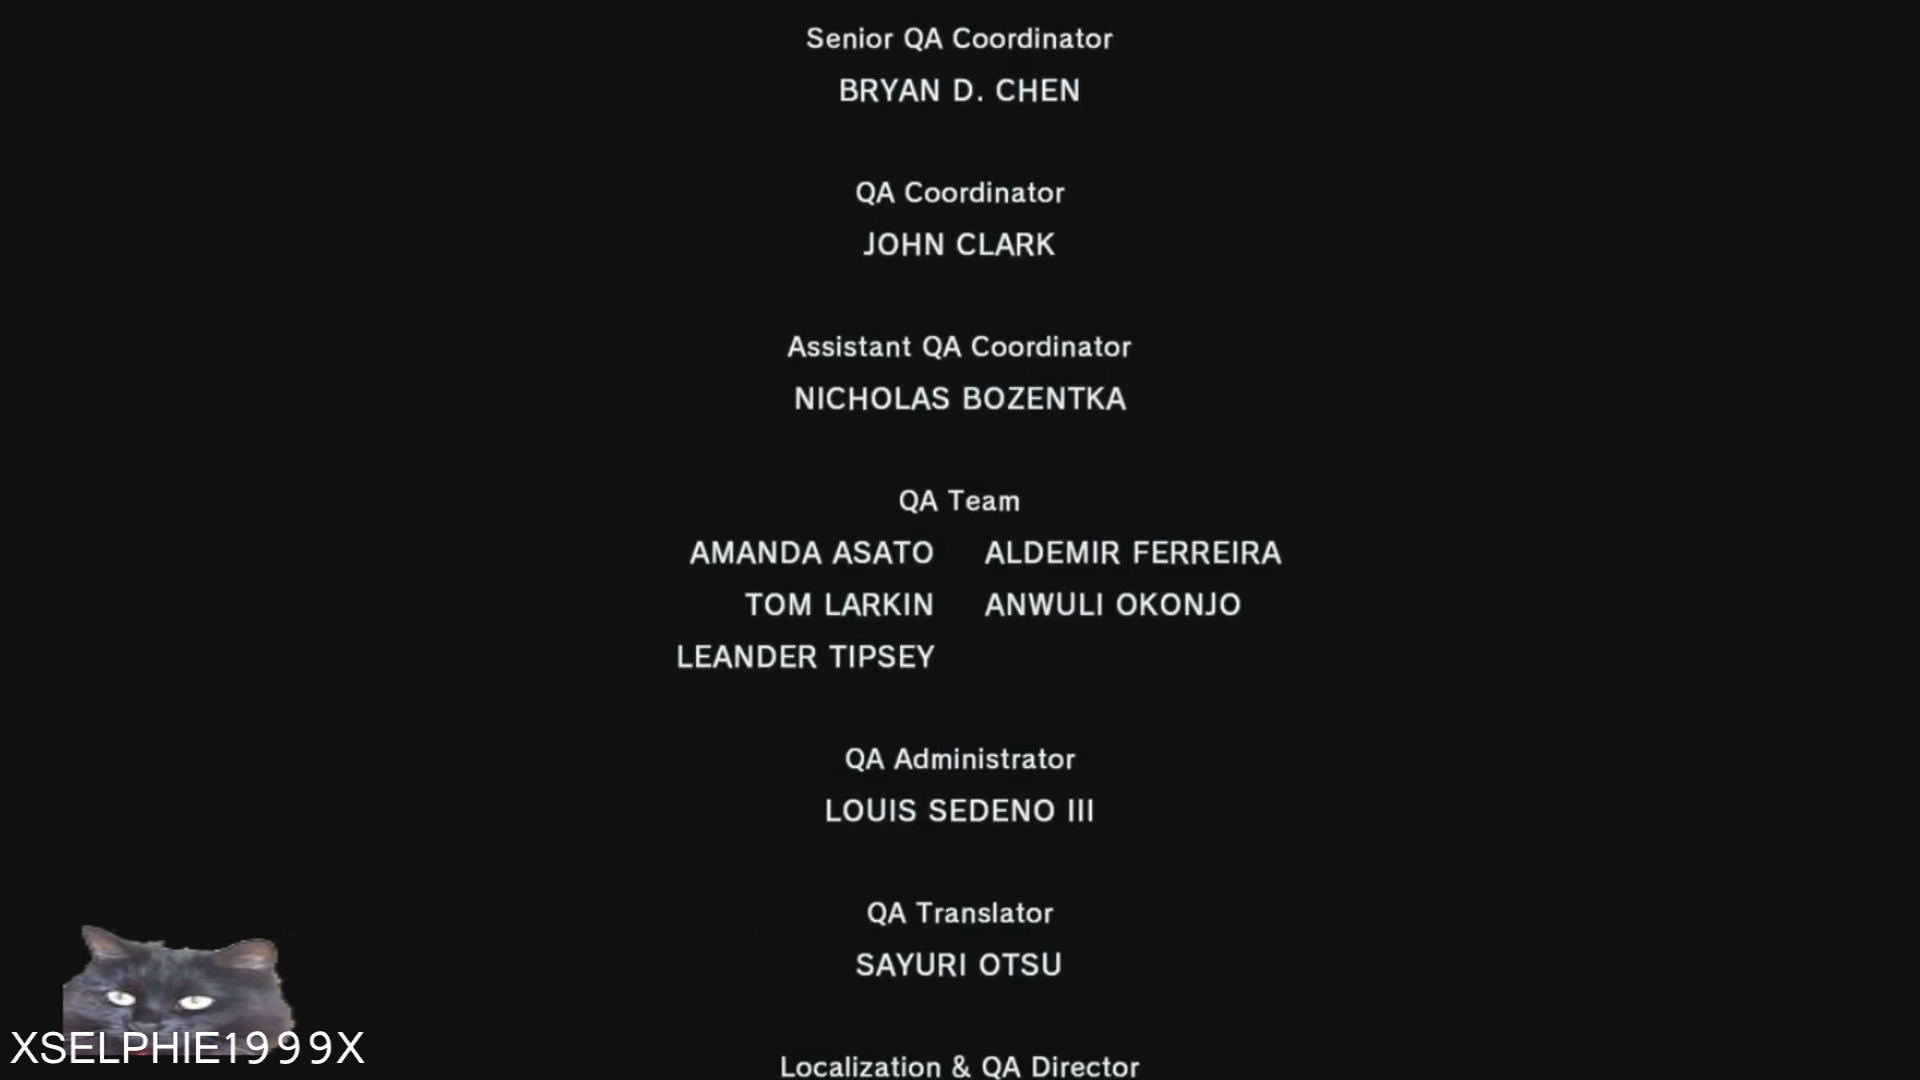 Senior QA Coordinator
BRYAN D. CHEN
QA Coordinator
JOHN CLARK
Assistant QA Coordinator
NICHOLAS BOZENTKA
QA Team
AMANDA ASATO ALDEMIR FERREIRA
TOM LARKIN ANWULI OKONJO
LEANDER TIPSEY
QA Administrator
LOUIS SEDENO III
QA Translator
SAYURI OTSU
XSELPHIE1999X
Localization & QA Director